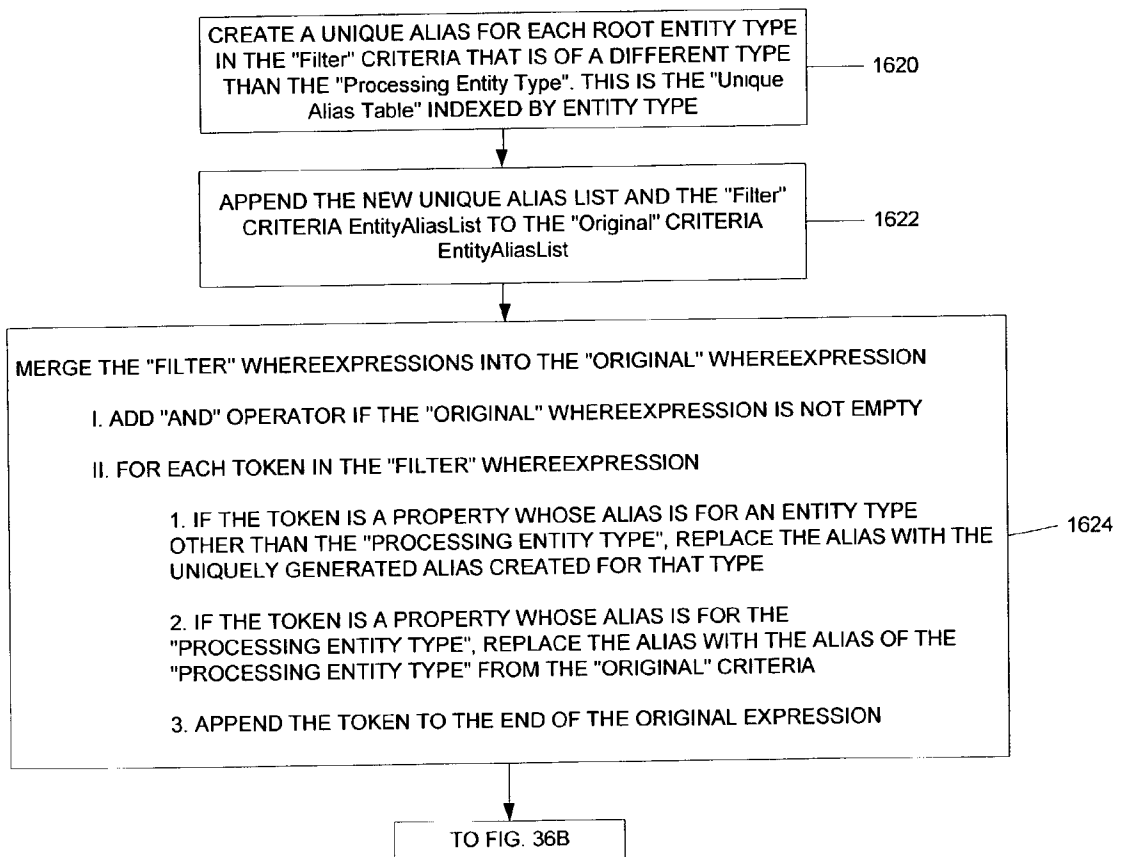 CREATE A UNIQUE ALIAS FOR EACH ROOT ENTITY TYPE
IN THE "Filter" CRITERIA THAT IS OF A DIFFERENT TYPE
THAN THE "Processing Entity Type". THIS IS THE "Unique
Alias Table" INDEXED BY ENTITY TYPE
1620
APPEND THE NEW UNIQUE ALIAS LIST AND THE "Filter"
CRITERIA EntityAliasList TO THE "Original" CRITERIA
EntityAliasList
1622
MERGE THE "FILTER" WHEREEXPRESSIONS INTO THE "ORIGINAL" WHEREEXPRESSION
I. ADD "AND" OPERATOR IF THE "ORIGINAL" WHEREEXPRESSION IS NOT EMPTY
II. FOR EACH TOKEN IN THE "FILTER" WHEREEXPRESSION
1. IF THE TOKEN IS A PROPERTY WHOSE ALIAS IS FOR AN ENTITY TYPE
OTHER THAN THE "PROCESSING ENTITY TYPE", REPLACE THE ALIAS WITH THE
UNIQUELY GENERATED ALIAS CREATED FOR THAT TYPE
2. IF THE TOKEN IS A PROPERTY WHOSE ALIAS IS FOR THE
"PROCESSING ENTITY TYPE", REPLACE THE ALIAS WITH THE ALIAS OF THE
"PROCESSING ENTITY TYPE" FROM THE "ORIGINAL" CRITERIA
3. APPEND THE TOKEN TO THE END OF THE ORIGINAL EXPRESSION
1624
TO FIG. 36B